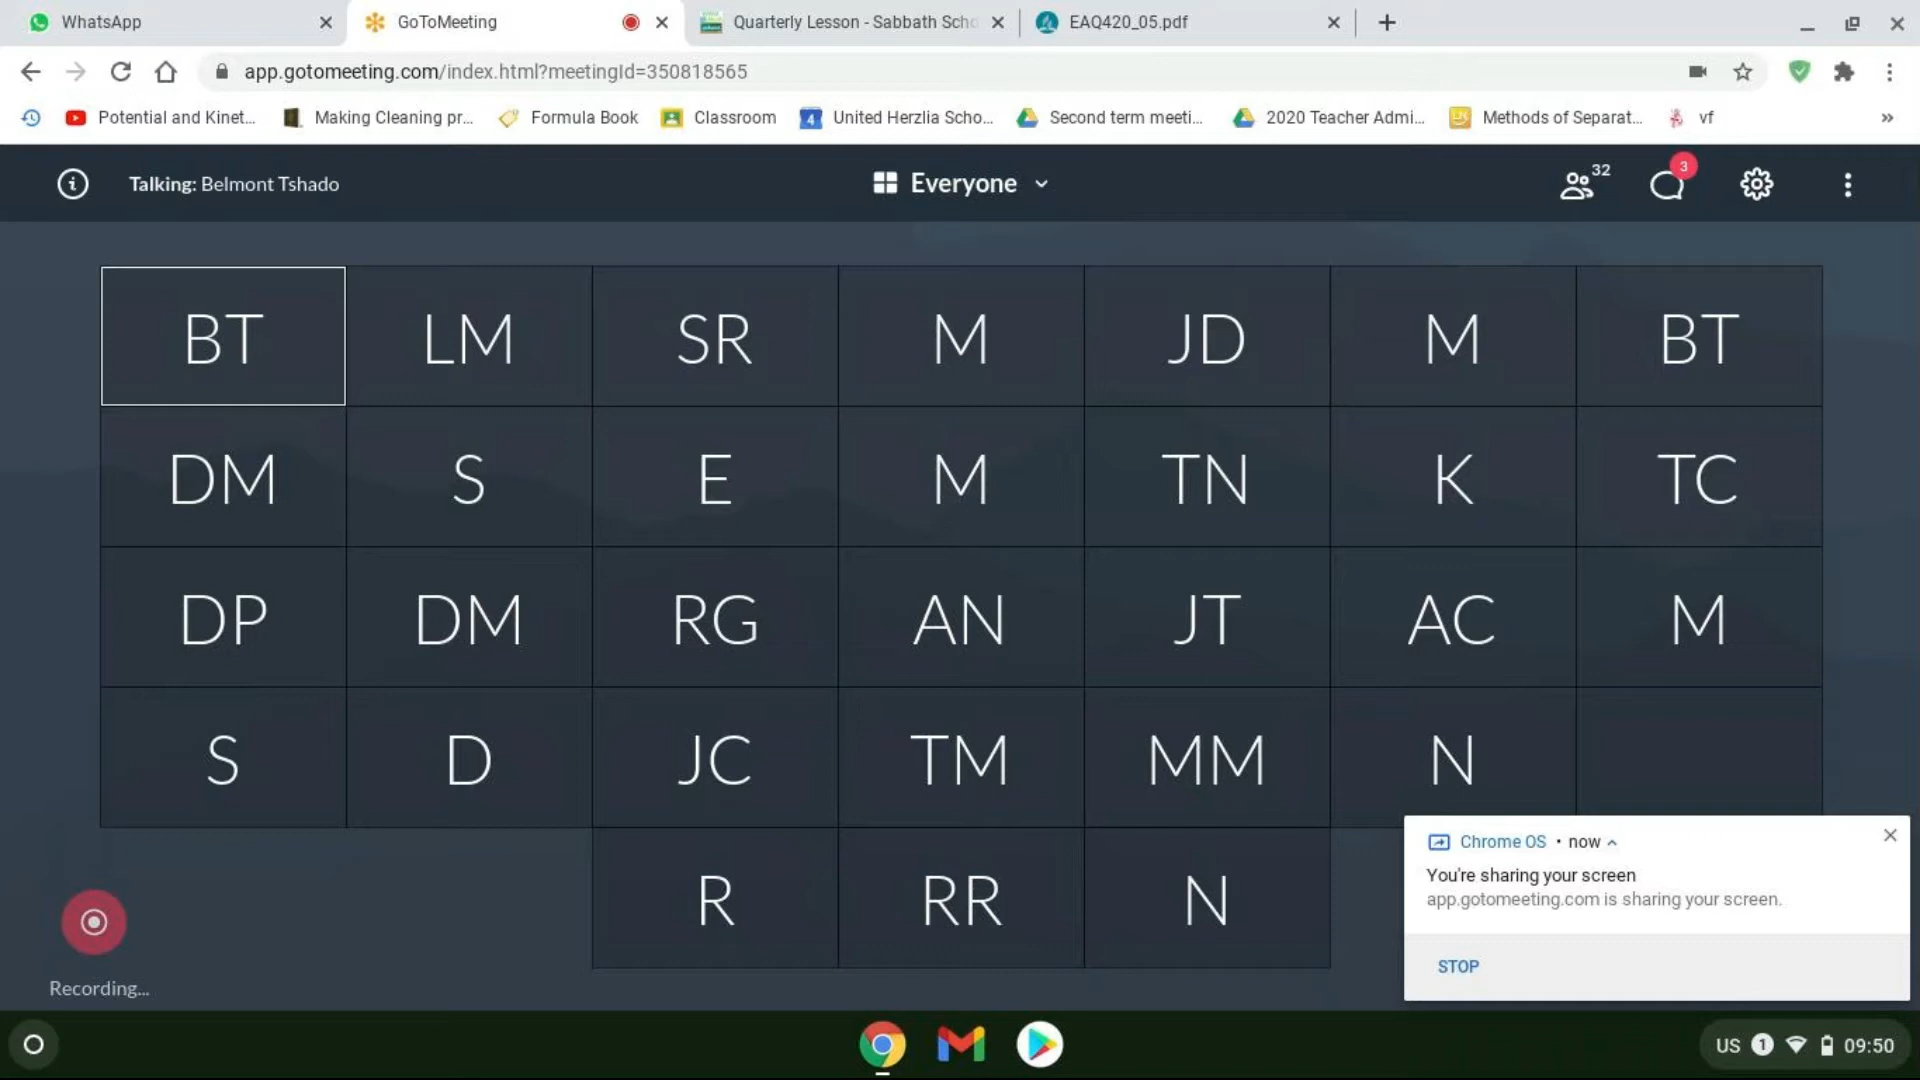 WhatsApp
GoToMeeting
Quarterly Lesson - Sabbath Scho
EAQ420_05.pdf
app.gotomeeting.com/index.html?meetingId=350818565
Potential and Kinet...
Making Cleaning pr...
Formula Book
Classroom
4
United Herzlia Scho...
Second term meeti...
2020 Teacher Admi...
Methods of Separat...
vf
Talking: Belmont Tshado
Everyone
32
3
BT LM SR M JD M BT
DM S E M TN K TC
DP DM RG AN JT AC M
S D JC TM MM N
R RR N
Chrome OS • now
You're sharing your screen
app.gotomeeting.com is sharing your screen.
STOP
Recording...
US 1 09:50